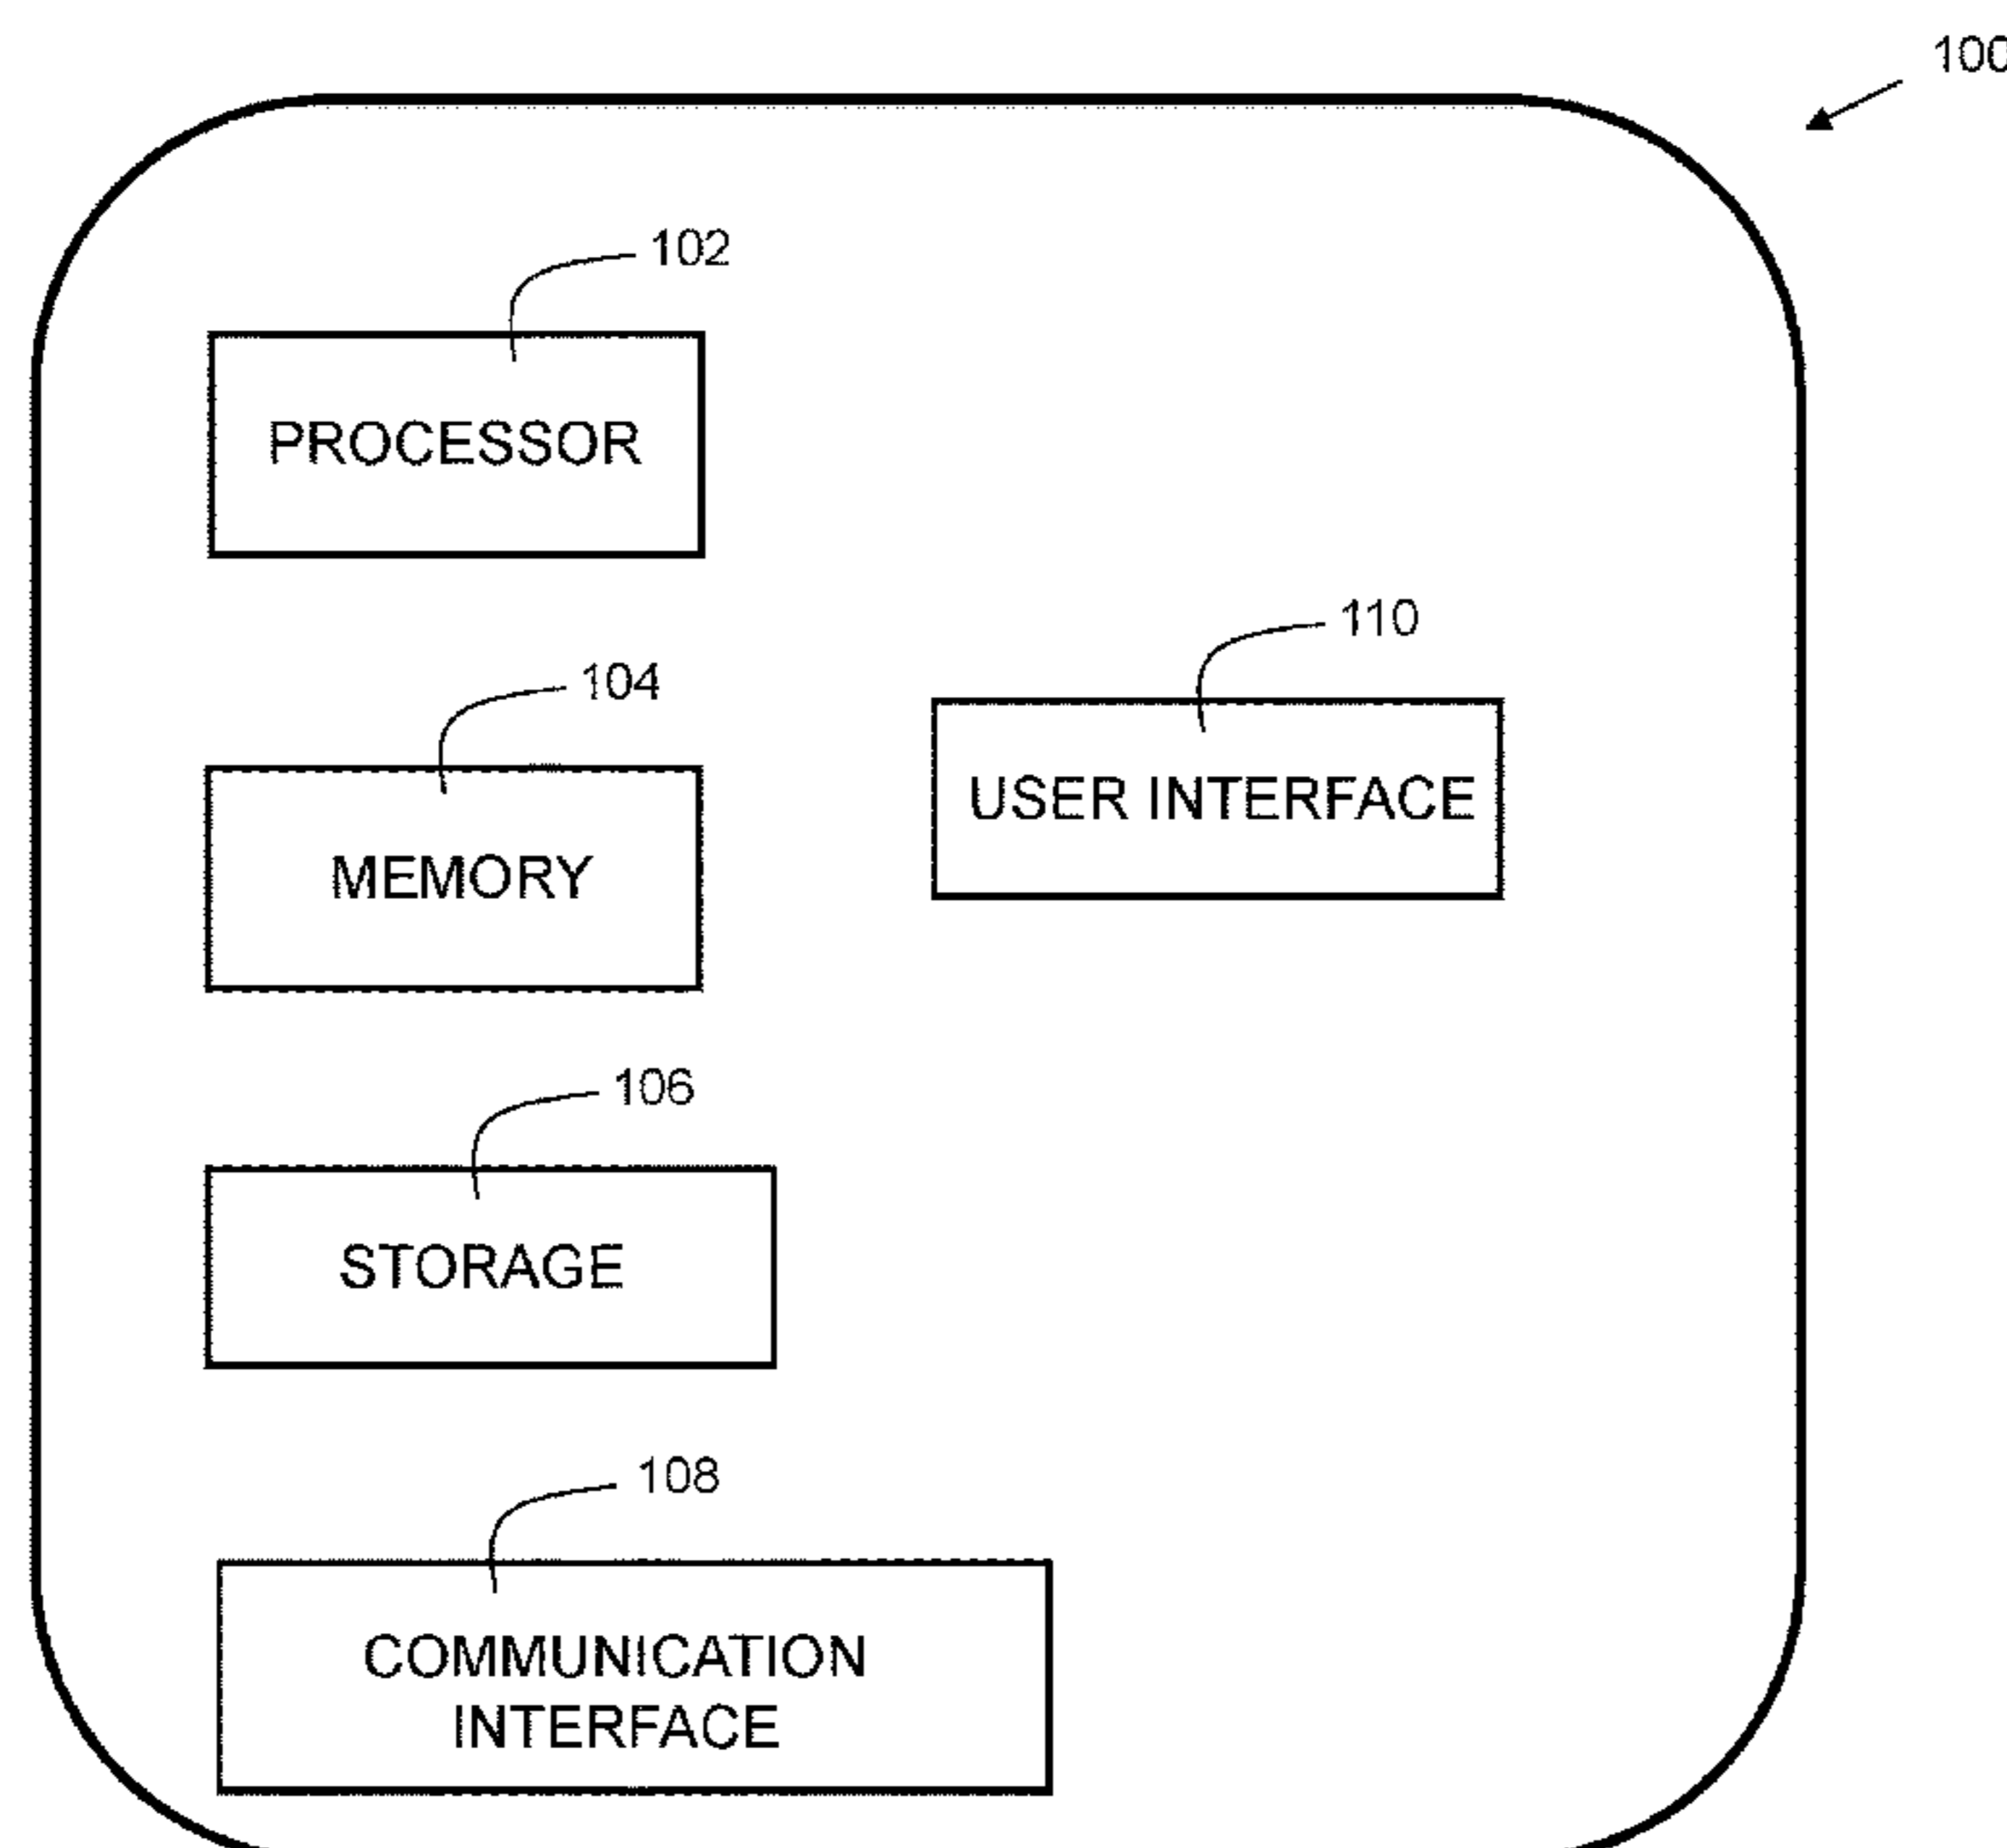 100
102
PROCESSOR
110
104
USER INTERFACE
MEMORY
106
STORAGE
108
COMMUNICATION
INTERFACE